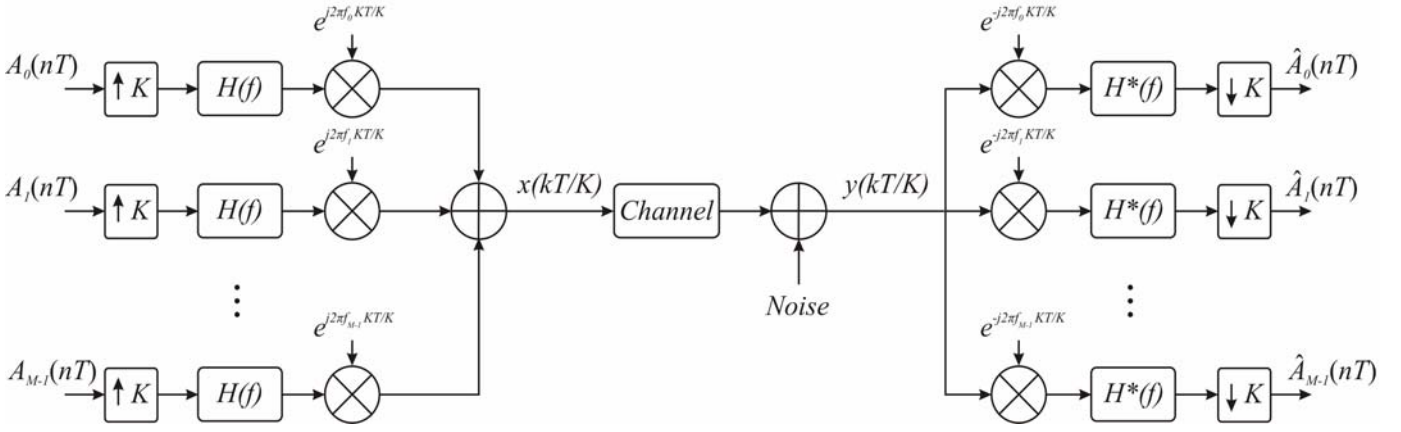 e^{j2πf_0 KT/K}
e^{-j2πf_0 KT/K}
A_0(nT)
↑ K
H(f)
H*(f)
↓ K
Â_0(nT)
e^{j2πf_1 KT/K}
e^{-j2πf_1 KT/K}
A_1(nT)
↑ K
H(f)
x(kT/K)
Channel
y(kT/K)
H*(f)
↓ K
Â_1(nT)
Noise
e^{j2πf_{M-1} KT/K}
e^{-j2πf_{M-1} KT/K}
A_{M-1}(nT)
↑ K
H(f)
H*(f)
↓ K
Â_{M-1}(nT)